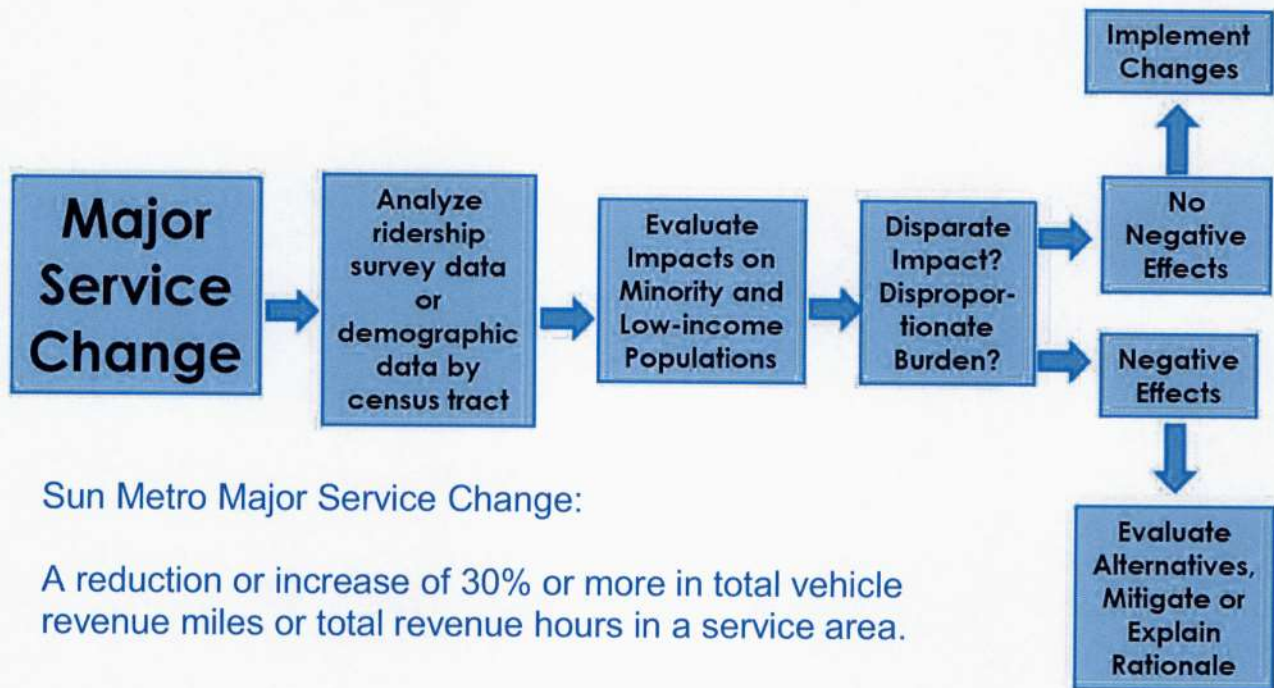 Major
Service
Change
Analyze
ridership
survey data
or
demographic
data by
census tract
Evaluate
Impacts on
Minority and
Low-income
Populations
Disparate
Impact?
Dispropor-
tionate
Burden?
No
Negative
Effects
Implement
Changes
Negative
Effects
Evaluate
Alternatives,
Mitigate or
Explain
Rationale
Sun Metro Major Service Change:
A reduction or increase of 30% or more in total vehicle
revenue miles or total revenue hours in a service area.